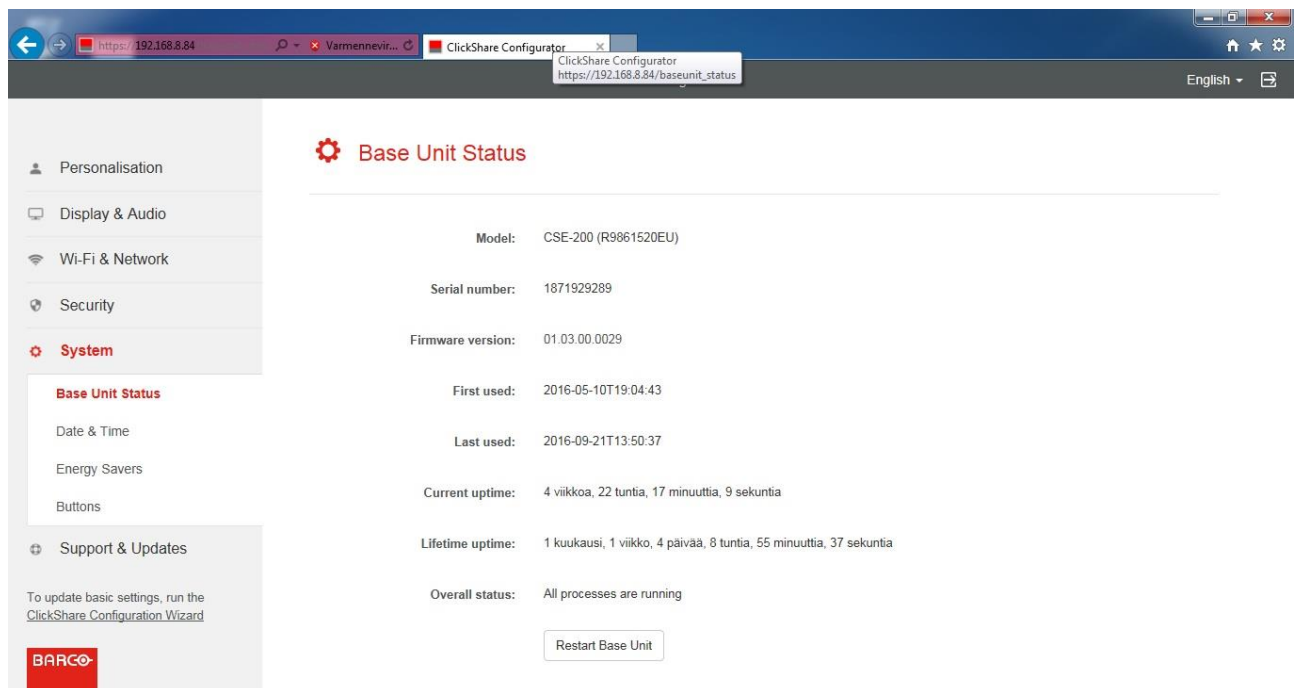 https://192.168.8.84
Varmennevir...
ClickShare Configurator
ClickShare Configurator
https://192.168.8.84/baseunit_status
English
Personalisation
Display & Audio
Wi-Fi & Network
Security
System
Base Unit Status
Date & Time
Energy Savers
Buttons
Support & Updates
To update basic settings, run the
ClickShare Configuration Wizard
BARCO
Base Unit Status
Model: CSE-200 (R9861520EU)
Serial number: 1871929289
Firmware version: 01.03.00.0029
First used: 2016-05-10T19:04:43
Last used: 2016-09-21T13:50:37
Current uptime: 4 viikkoa, 22 tuntia, 17 minuuttia, 9 sekuntia
Lifetime uptime: 1 kuukausi, 1 viikko, 4 päivää, 8 tuntia, 55 minuuttia, 37 sekuntia
Overall status: All processes are running
Restart Base Unit